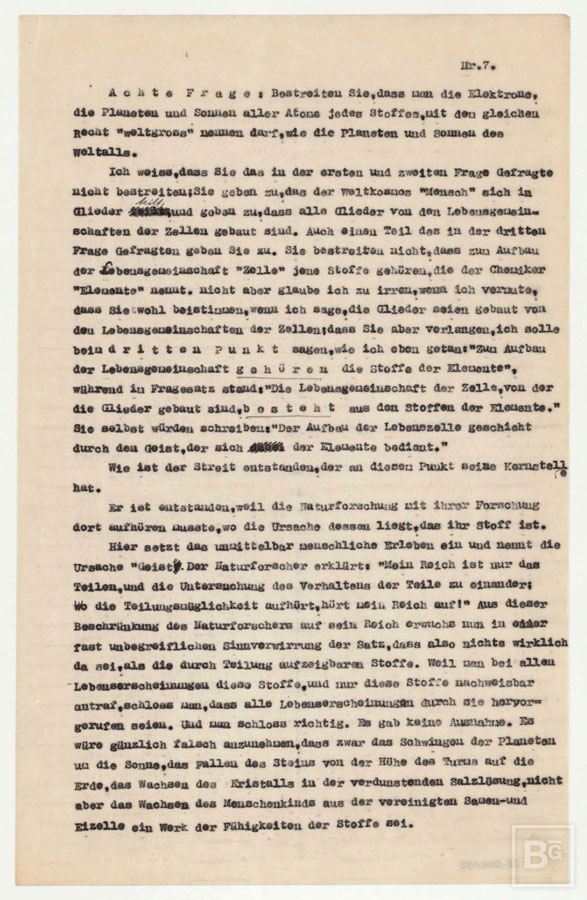 Nr.7.
A c h t e  F r a g e : Bestreiten Sie,dass man die Elektrone,
die Planeten und Sonnen aller Atome jedes Stoffes,mit den gleichen
Recht "weltgross" nennen darf,wie die Planeten und Sonnen des
Weltalls.
Ich weiss,dass Sie das in der ersten und zweiten Frage Gefragte
nicht bestreiten;Sie geben zu,das der Weltkosmos "Mensch" sich in
Glieder teilt, und geben zu,dass alle Glieder von den Lebensgemein-
schaften der Zellen gebaut sind. Auch einen Teil des in der dritten
Frage Gefragten geben Sie zu. Sie bestreiten nicht,dass zum Aufbau
der Lebensgemeinschaft "Zelle" jene Stoffe gehören,die der Chemiker
"Elemente" nennt. nicht aber glaube ich zu irren,wenn ich vermute,
dass Sie wohl beistimmen,wenn ich sage,die Glieder seien gebaut von
den Lebensgemeinschaften der Zellen;dass Sie aber verlangen,ich solle
beim d r i t t e n  P u n k t  sagen,wie ich eben getan:"Zum Aufbau
der Lebensgemeinschaft g e h ö r e n  die Stoffe der Elemente",
während in Fragesatz stand:"Die Lebensgemeinschaft der Zelle,von der
die Glieder gebaut sind,b e s t e h t  aus den Stoffen der Elemente."
Sie selbst würden schreiben:"Der Aufbau der Lebenszelle geschieht
durch den Geist,der sich der Elemente bedient."
Wie ist der Streit entstanden,der an diesen Punkt seine Kernstelle
hat.
Er ist entstanden,weil die Naturforschung mit ihrer Forschung
dort aufhören musste,wo die Ursache dessen liegt,das ihr Stoff ist.
Hier setzt das unmittelbar menschliche Erleben ein und nennt die
Ursache "Geist". Der Naturforscher erklärt: "Mein Reich ist nur das
Teilen,und die Untersuchung des Verhaltens der Teile zu einander;
Wo die Teilungsmöglichkeit aufhört,hört mein Reich auf!" Aus dieser
Beschränkung des Naturforschers auf sein Reich erwuchs nun in einer
fast unbegreiflichen Sinnverwirrung der Satz,dass also nichts wirklich
da sei,als die durch Teilung aufzeigbaren Stoffe. Weil man bei allen
Lebenserscheinungen diese Stoffe,und nur diese Stoffe nachweisbar
antraf,schloss man,dass alle Lebenserscheinungen durch sie hervor-
gerufen seien. Und man schloss richtig. Es gab keine Ausnahme. Es
wäre gänzlich falsch anzunehmen,dass zwar das Schwingen der Planeten
um die Sonne,das Fallen des Steins von der Höhe des Turms auf die
Erde,das Wachsen des Kristalls in der verdunstenden Salzlösung,nicht
aber das Wachsen des Menschenkinds aus der vereinigten Samen-und
Eizelle ein Werk der Fähigkeiten der Stoffe sei.
BG